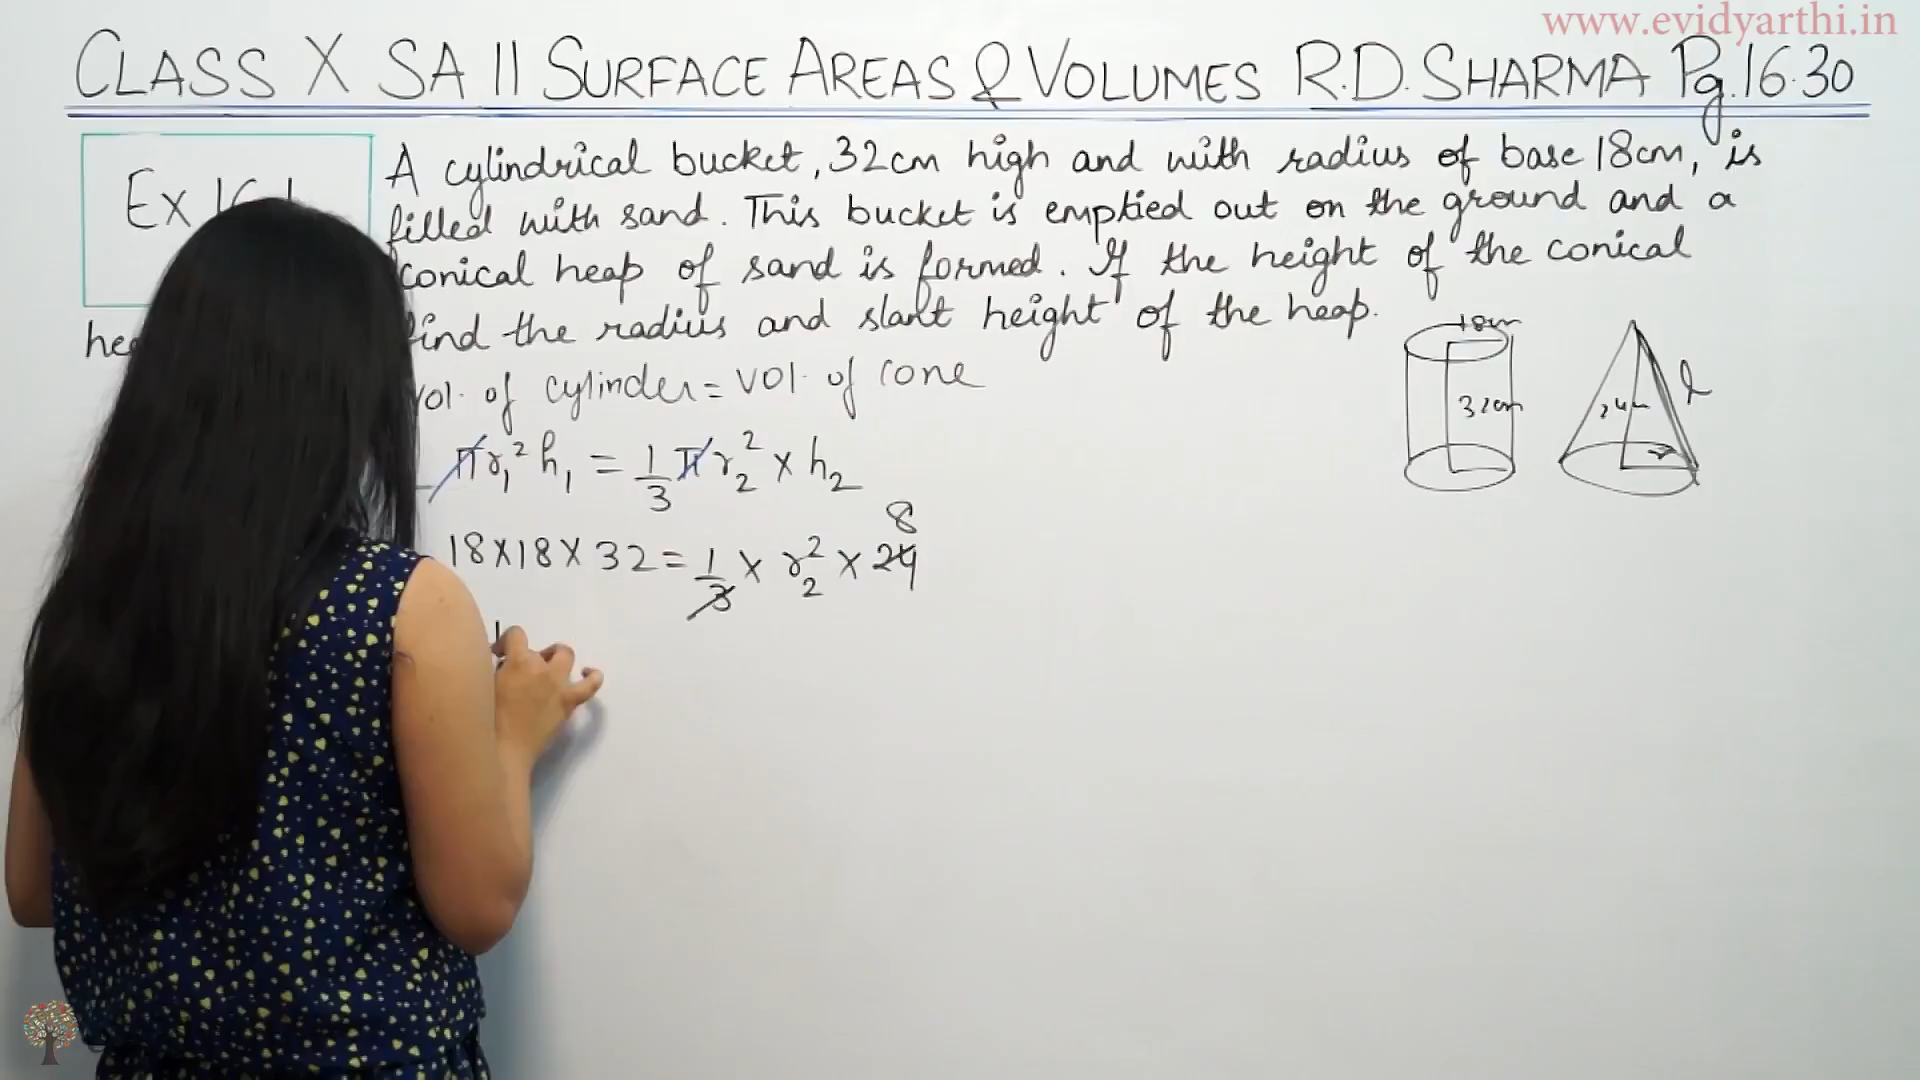 www.evidyarthi.in
CLASS X SA II SURFACE AREAS & VOLUMES R.D. SHARMA Pg. 16.30
Ex 16.1
A cylindrical bucket, 32cm high and with radius of base 18cm, is
filled with sand. This bucket is emptied out on the ground and a
conical heap of sand is formed. If the height of the conical
find the radius and slant height of the heap.
Vol. of cylinder = Vol. of cone
πr₁² h₁ = 1/3 πr₂² × h₂
8
18×18×32 = 1/3 × r₂² × 24
18cm
32cm
24
l
r